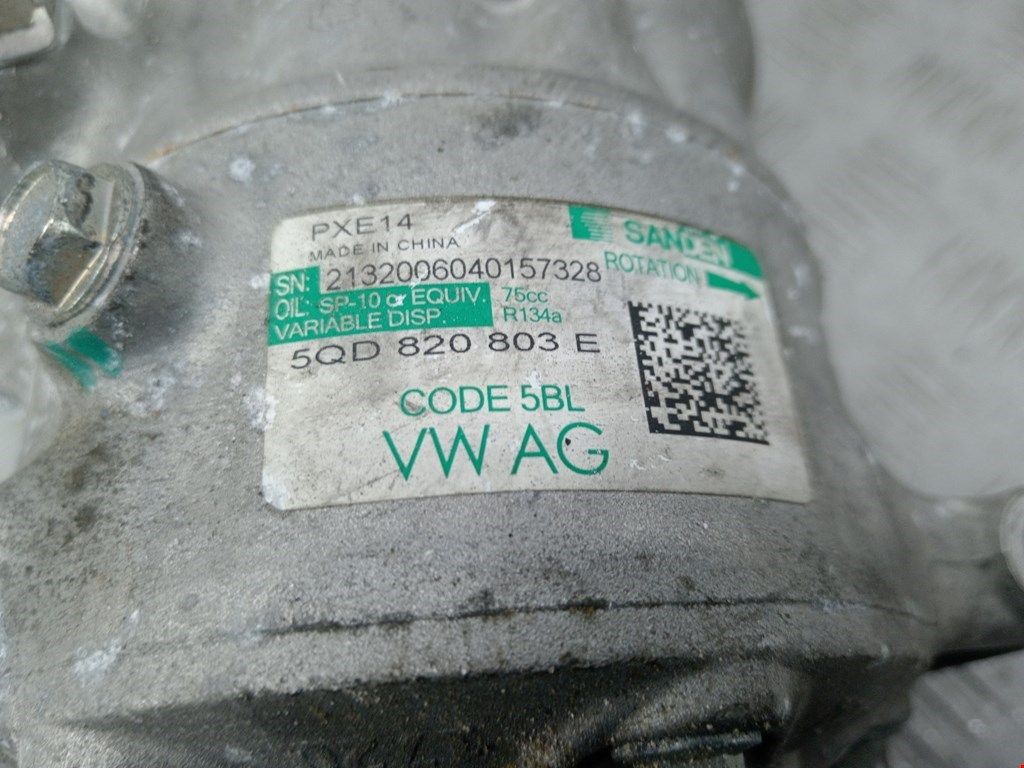 PXE14
MADE IN CHINA
SANDEN
ROTATION
SN: 2132006040157328
OIL: SP-10 or EQUIV. 75cc
VARIABLE DISP. R134a
5QD 820 803 E
CODE 5BL
VW AG